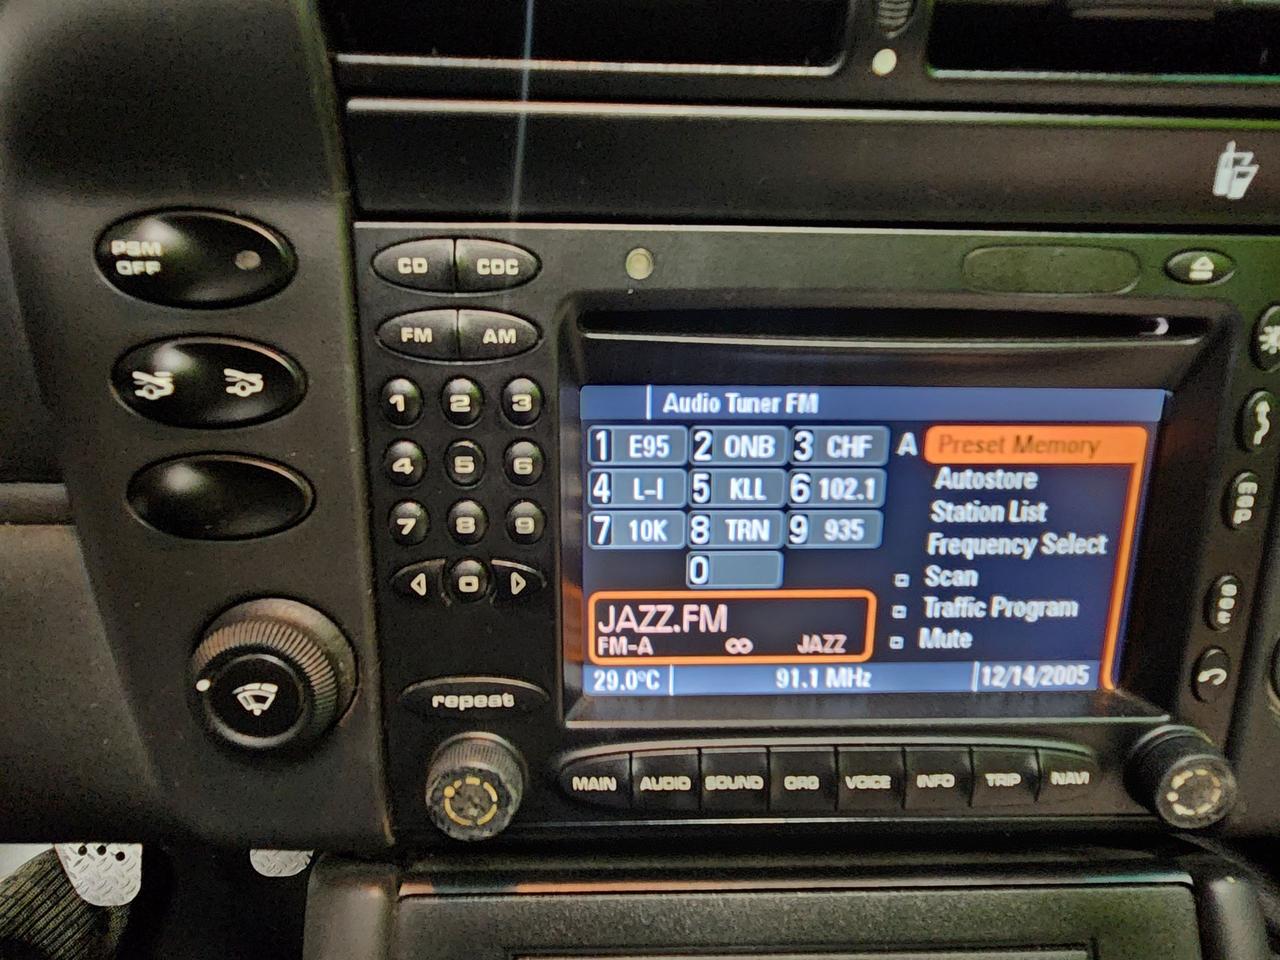 PSM
OFF
CD CDC
FM AM
1 2 3
4 5 6
7 8 9
0
repeat
Audio Tuner FM
1 E95 2 ONB 3 CHF
4 L-I 5 KLL 6 102.1
7 10K 8 TRN 9 935
0
A Preset Memory
Autostore
Station List
Frequency Select
Scan
Traffic Program
Mute
JAZZ.FM
FM-A ∞ JAZZ
29.0°C 91.1 MHz 12/14/2005
MAIN AUDIO SOUND ORG VOICE INFO TRIP NAVI
MAP